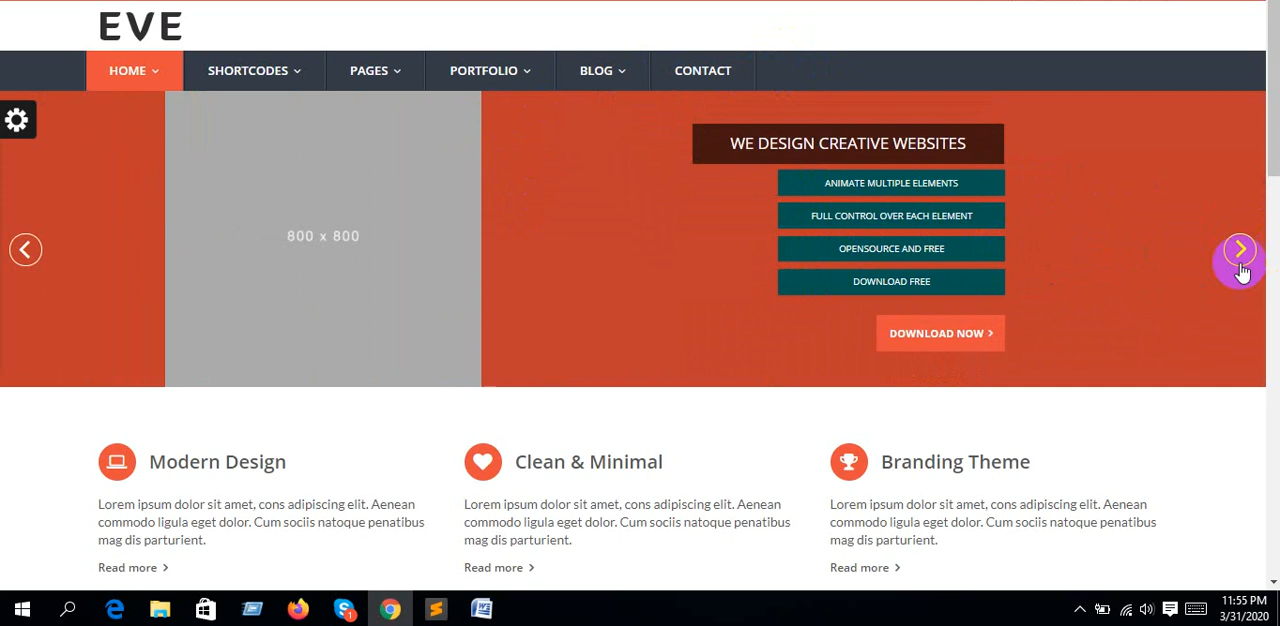 EVE
HOME SHORTCODES PAGES PORTFOLIO BLOG CONTACT
800 x 800
WE DESIGN CREATIVE WEBSITES
ANIMATE MULTIPLE ELEMENTS
FULL CONTROL OVER EACH ELEMENT
OPENSOURCE AND FREE
DOWNLOAD FREE
DOWNLOAD NOW
Modern Design
Lorem ipsum dolor sit amet, cons adipiscing elit. Aenean
commodo ligula eget dolor. Cum sociis natoque penatibus
mag dis parturient.
Read more
Clean & Minimal
Lorem ipsum dolor sit amet, cons adipiscing elit. Aenean
commodo ligula eget dolor. Cum sociis natoque penatibus
mag dis parturient.
Read more
Branding Theme
Lorem ipsum dolor sit amet, cons adipiscing elit. Aenean
commodo ligula eget dolor. Cum sociis natoque penatibus
mag dis parturient.
Read more
11:55 PM
3/31/2020